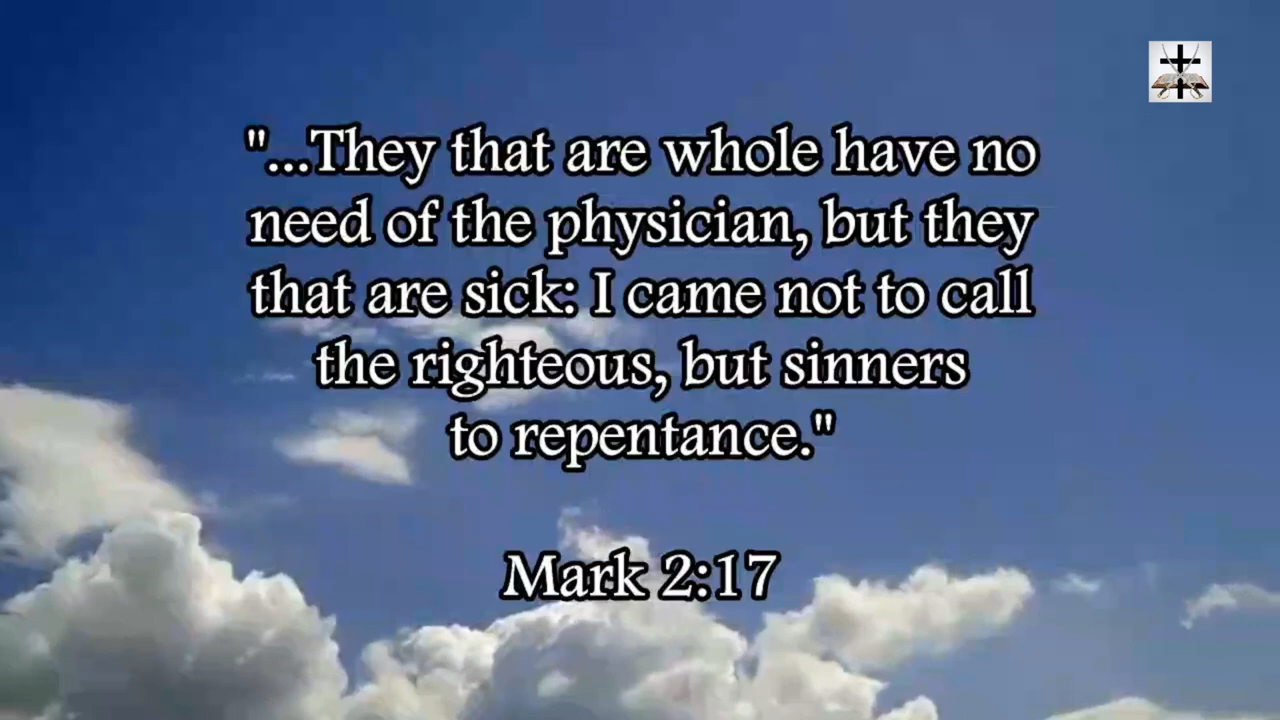 "...They that are whole have no
need of the physician, but they
that are sick: I came not to call
the righteous, but sinners
to repentance."
Mark 2:17